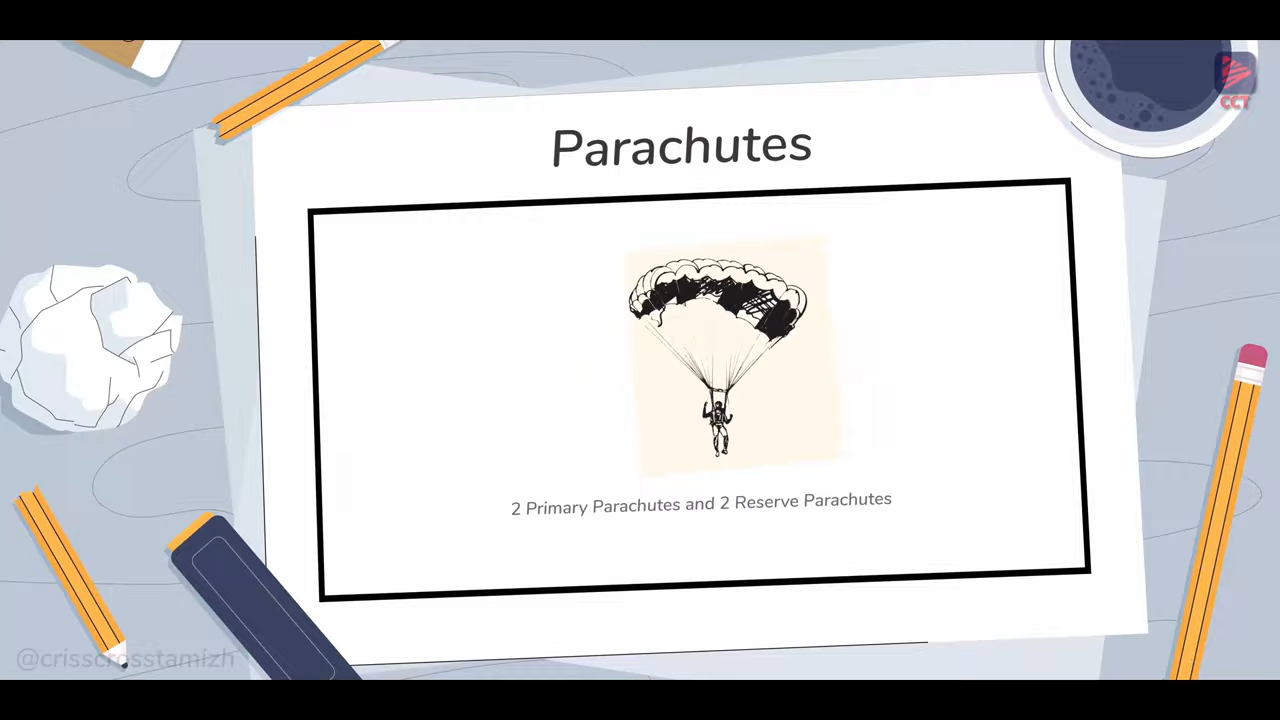 CCT
Parachutes
2 Primary Parachutes and 2 Reserve Parachutes
@crisscrosstamizh